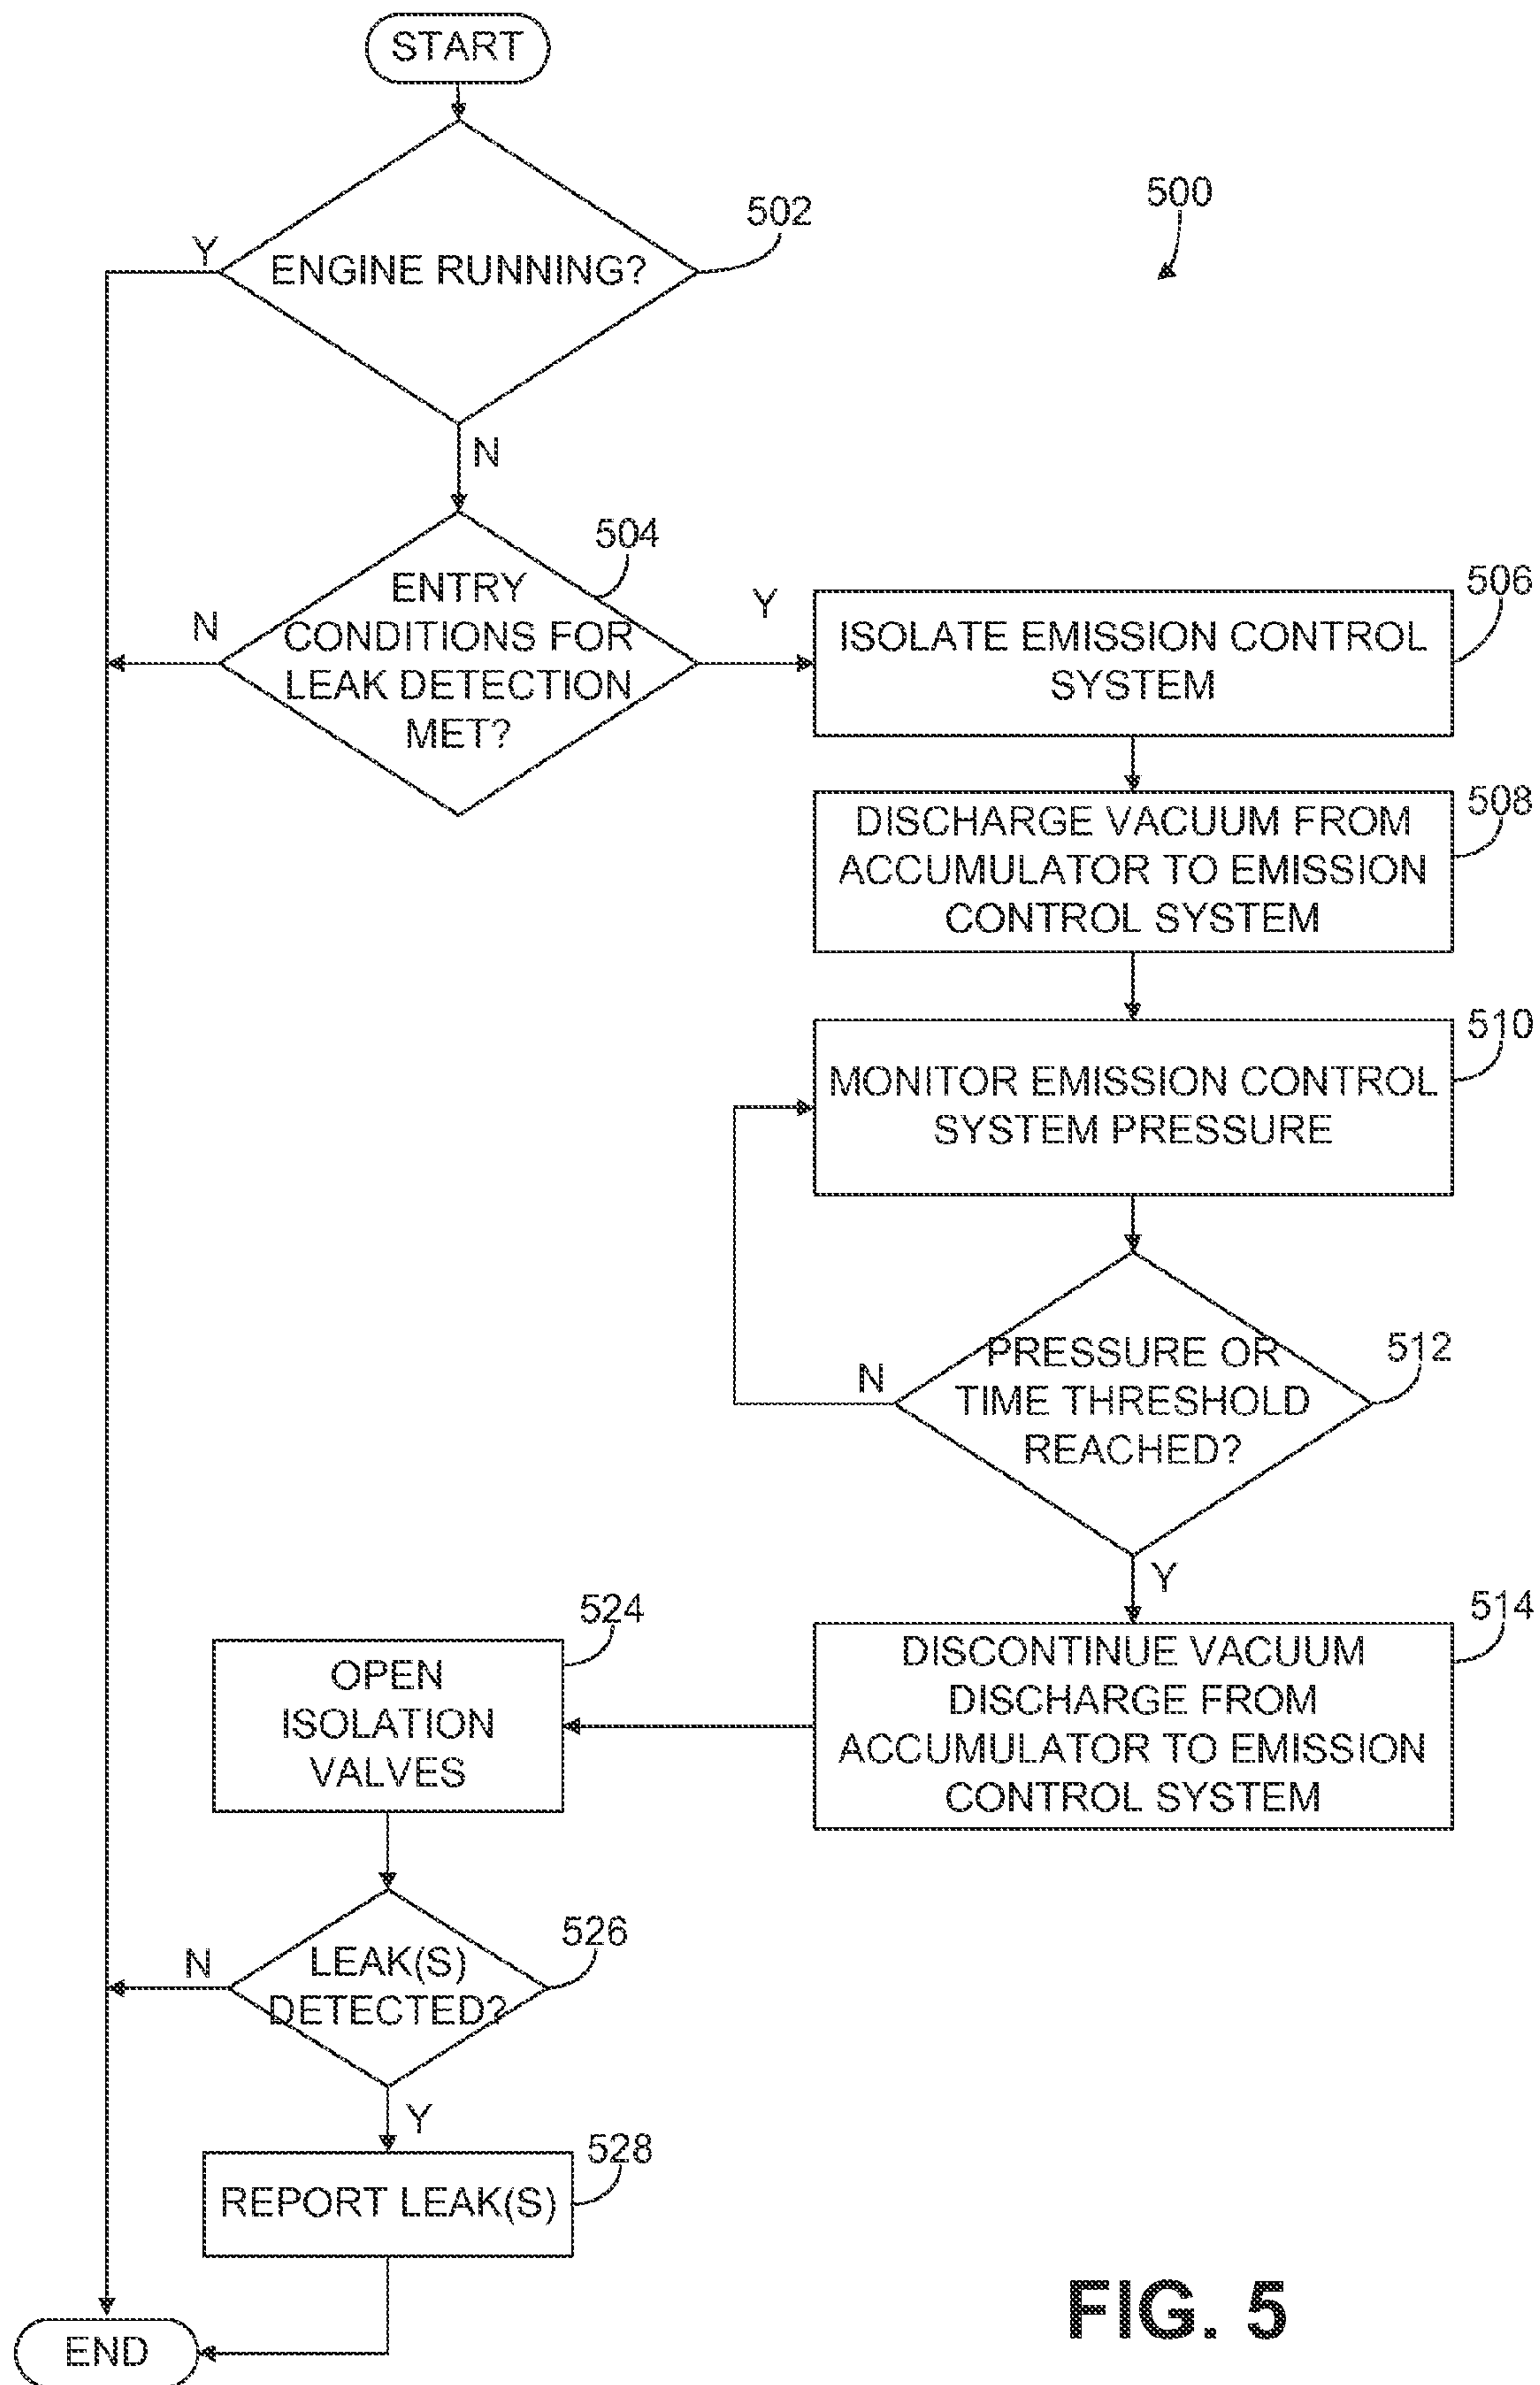 START
502
500
Y
ENGINE RUNNING?
N
504
ENTRY
CONDITIONS FOR
LEAK DETECTION
MET?
N
Y
506
ISOLATE EMISSION CONTROL
SYSTEM
508
DISCHARGE VACUUM FROM
ACCUMULATOR TO EMISSION
CONTROL SYSTEM
510
MONITOR EMISSION CONTROL
SYSTEM PRESSURE
512
PRESSURE OR
TIME THRESHOLD
REACHED?
N
Y
514
DISCONTINUE VACUUM
DISCHARGE FROM
ACCUMULATOR TO EMISSION
CONTROL SYSTEM
524
OPEN
ISOLATION
VALVES
526
LEAK(S)
DETECTED?
N
Y
528
REPORT LEAK(S)
END
FIG. 5